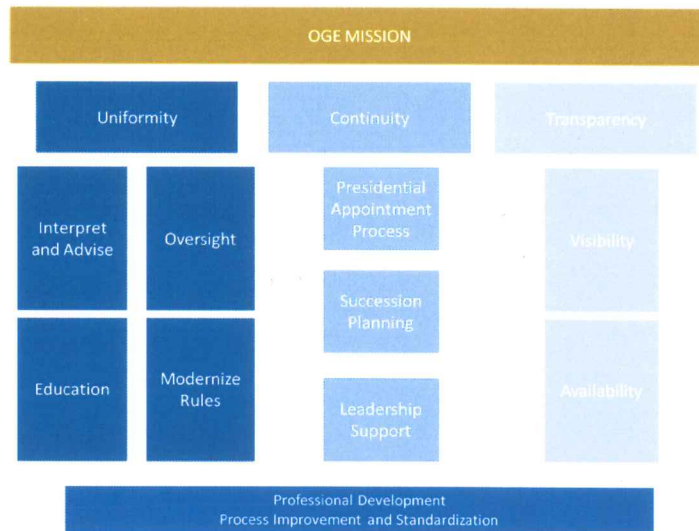 OGE MISSION
Uniformity
Continuity
Transparency
Interpret
and Advise
Oversight
Education
Modernize
Rules
Presidential
Appointment
Process
Succession
Planning
Leadership
Support
Visibility
Availability
Professional Development
Process Improvement and Standardization